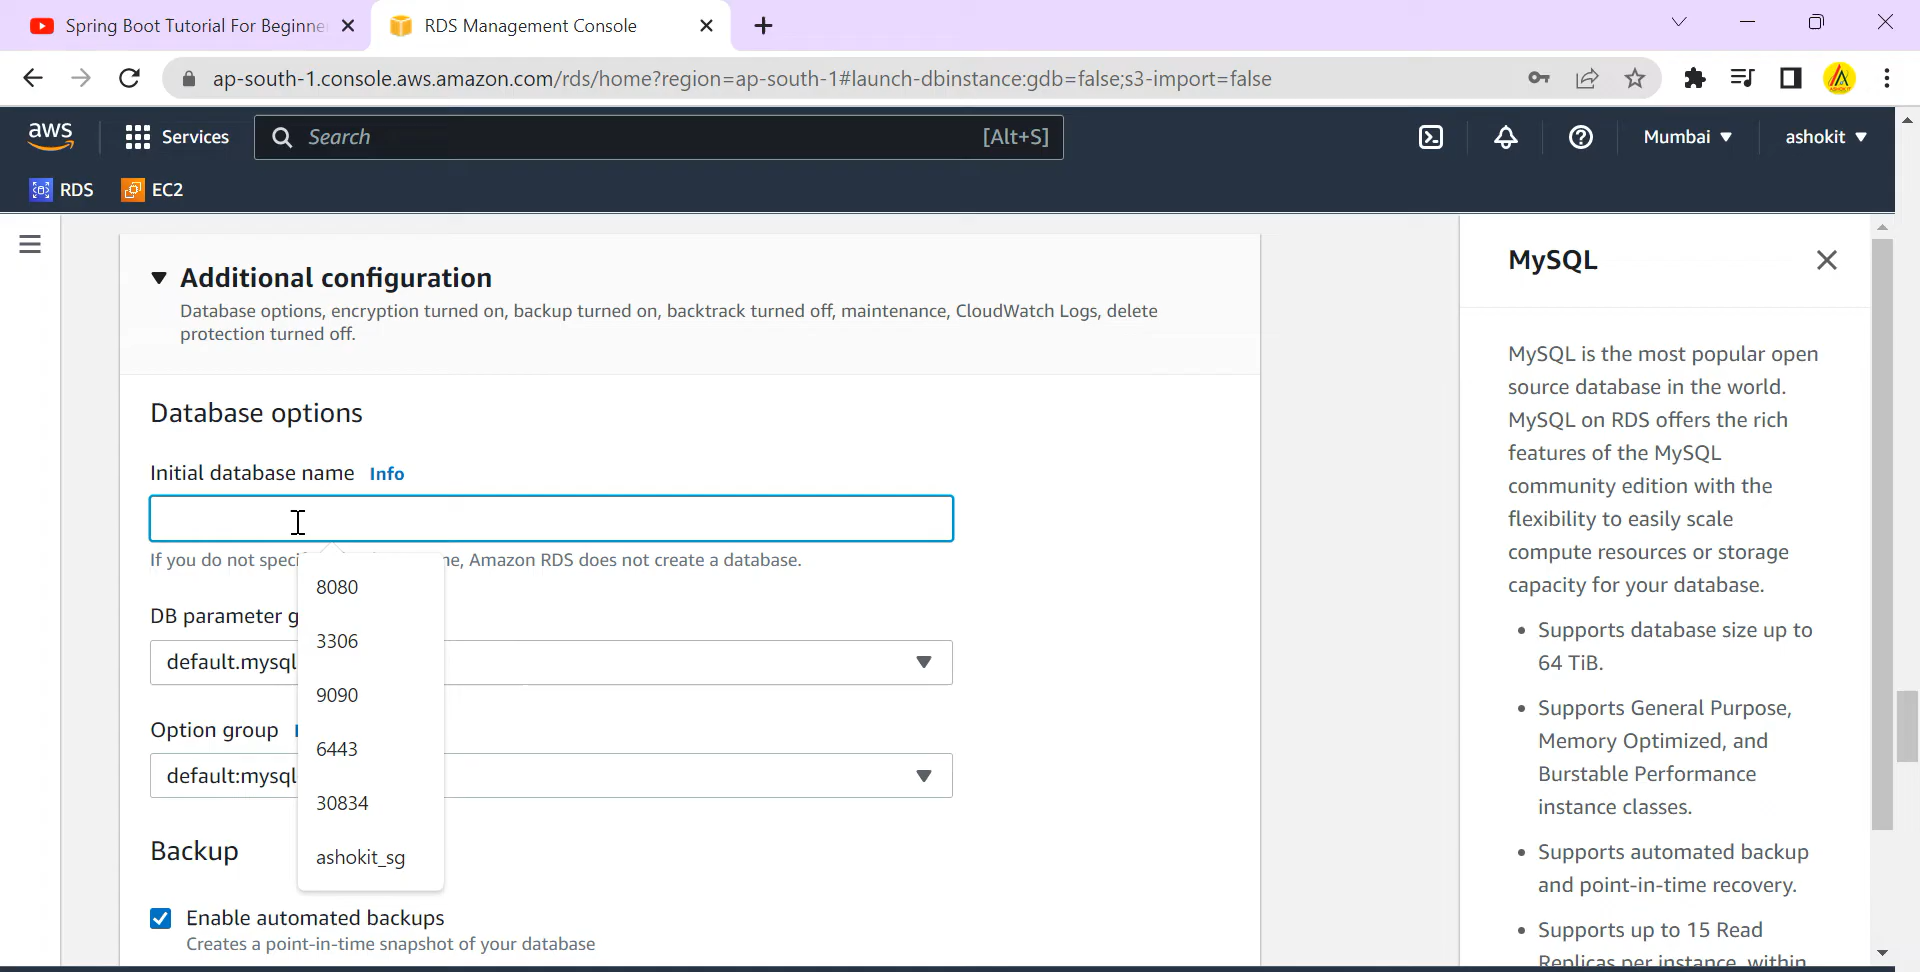 Spring Boot Tutorial For Beginne
RDS Management Console
ap-south-1.console.aws.amazon.com/rds/home?region=ap-south-1#launch-dbinstance:gdb=false;s3-import=false
aws
Services
Search
[Alt+S]
Mumbai
ashokit
RDS
EC2
Additional configuration
Database options, encryption turned on, backup turned on, backtrack turned off, maintenance, CloudWatch Logs, delete
protection turned off.
Database options
Initial database name Info
If you do not speci
e, Amazon RDS does not create a database.
DB parameter g
default.mysql
Option group
default:mysql
8080
3306
9090
6443
30834
ashokit_sg
Backup
Enable automated backups
Creates a point-in-time snapshot of your database
MySQL
MySQL is the most popular open
source database in the world.
MySQL on RDS offers the rich
features of the MySQL
community edition with the
flexibility to easily scale
compute resources or storage
capacity for your database.
• Supports database size up to
64 TiB.
• Supports General Purpose,
Memory Optimized, and
Burstable Performance
instance classes.
• Supports automated backup
and point-in-time recovery.
• Supports up to 15 Read
Replicas per instance, within